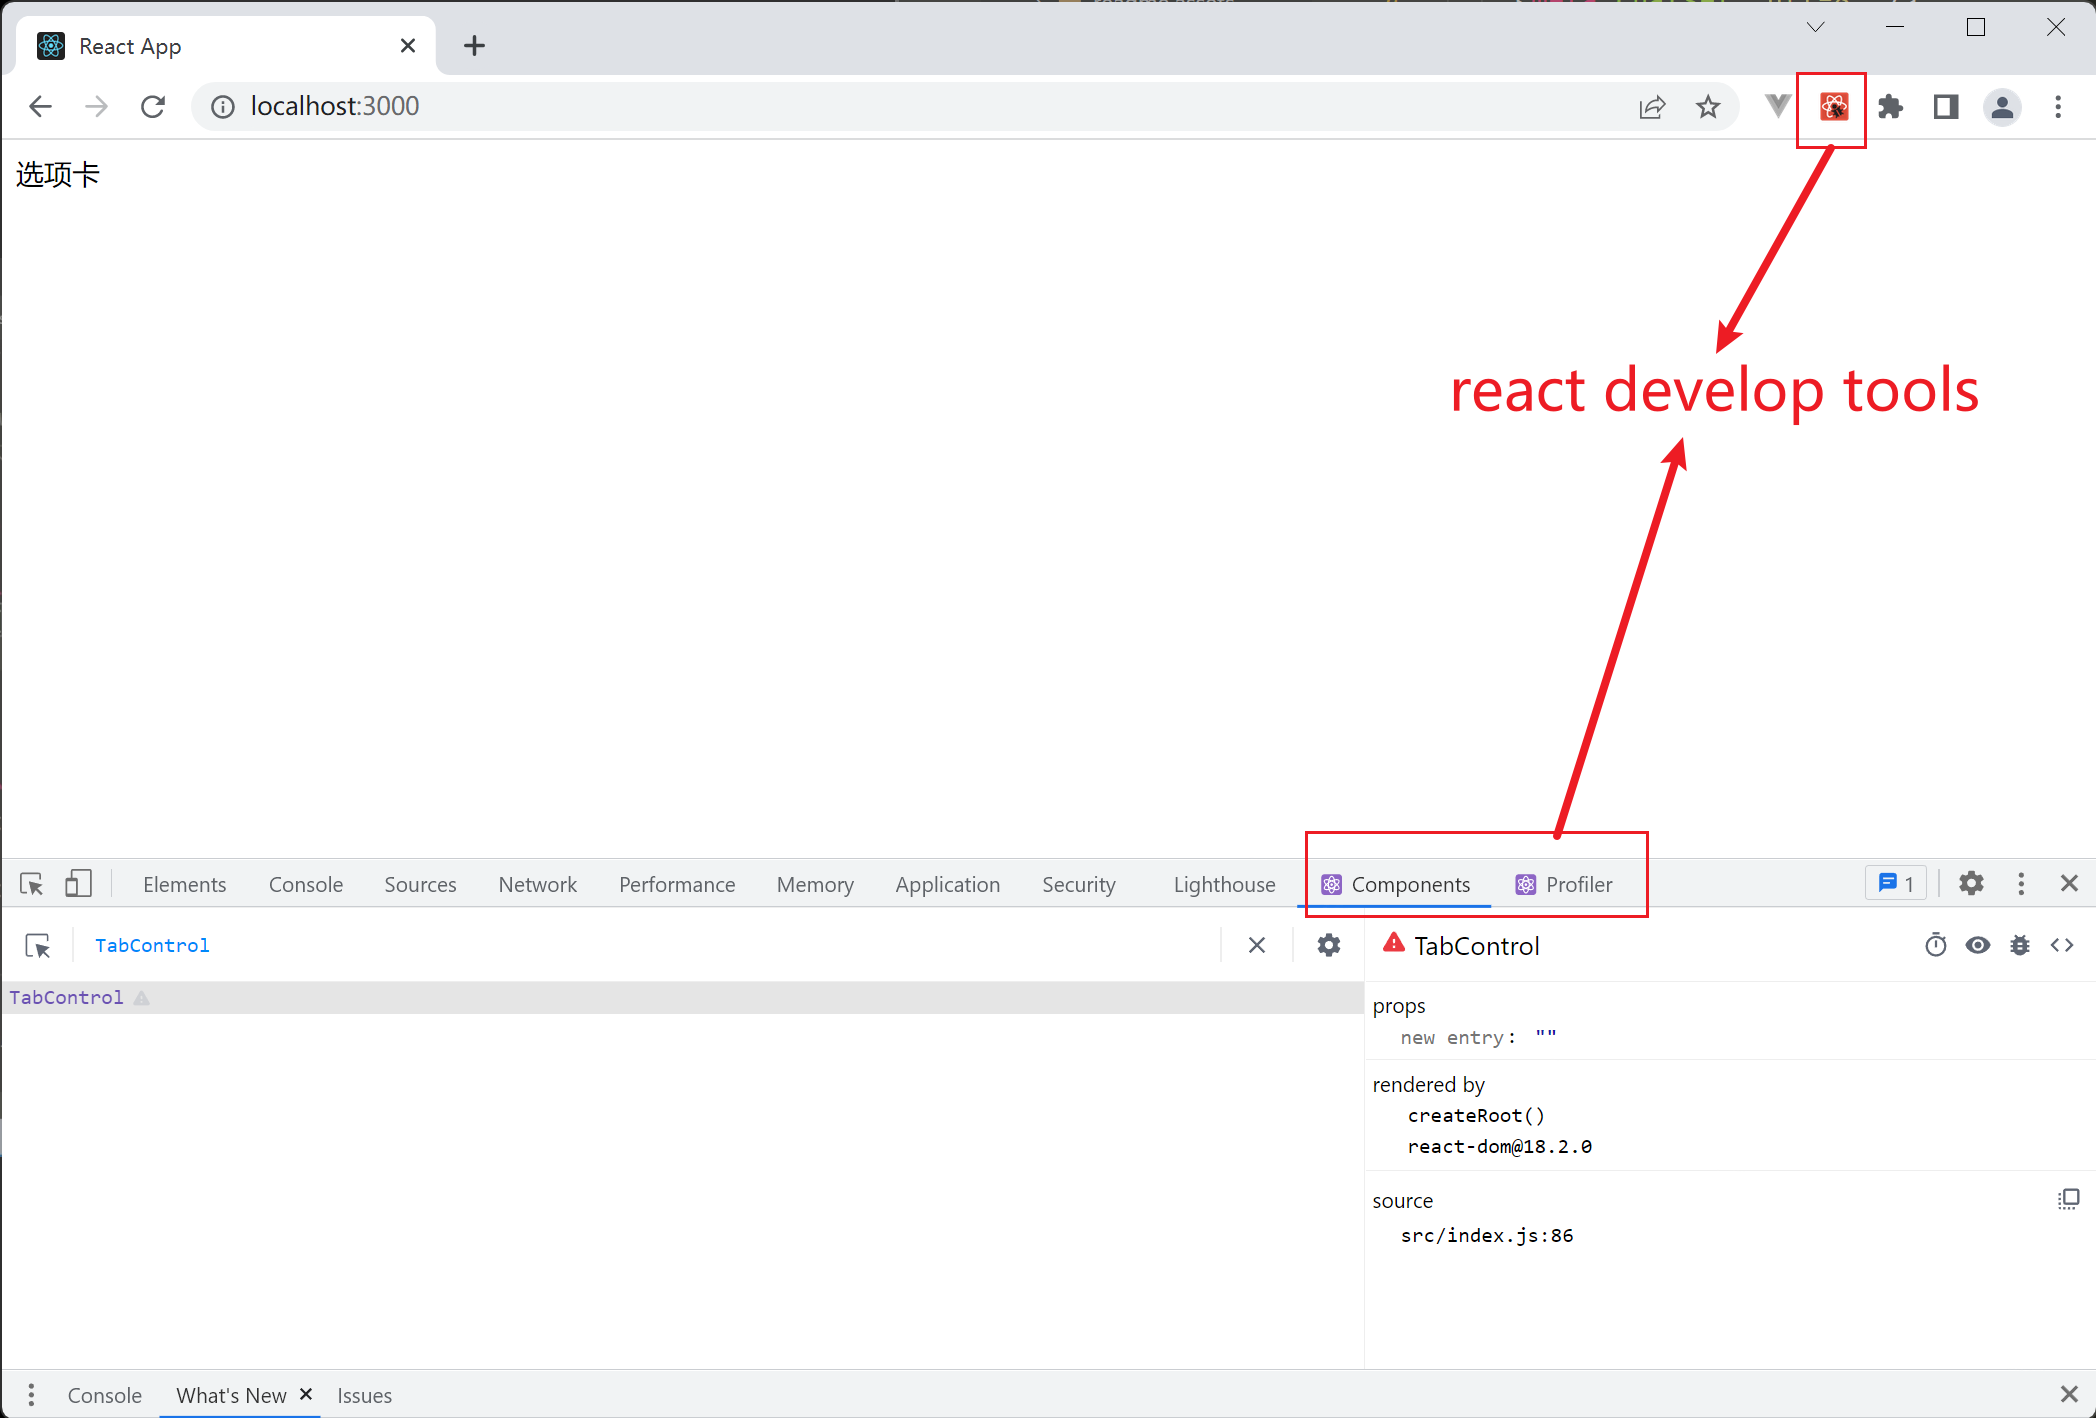 React App
localhost:3000
选项卡
react develop tools
Elements Console Sources Network Performance Memory Application Security Lighthouse Components Profiler 1
TabControl
TabControl
TabControl
props
new entry: ""
rendered by
createRoot()
react-dom@18.2.0
source
src/index.js:86
Console What's New Issues